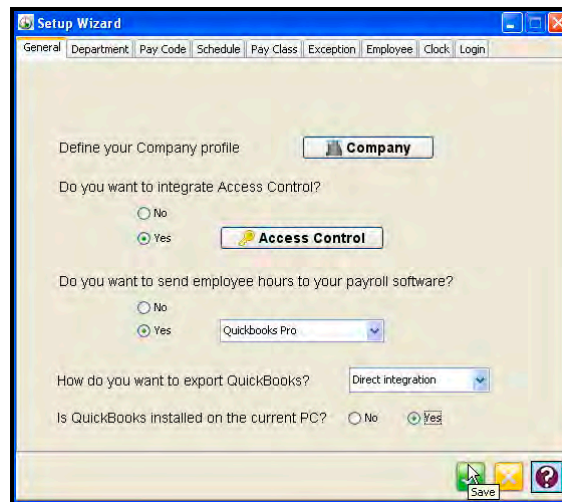 Setup Wizard
General Department Pay Code Schedule Pay Class Exception Employee Clock Login
Define your Company profile Company
Do you want to integrate Access Control?
No
Yes Access Control
Do you want to send employee hours to your payroll software?
No
Yes Quickbooks Pro
How do you want to export QuickBooks? Direct integration
Is QuickBooks installed on the current PC? No Yes
Save